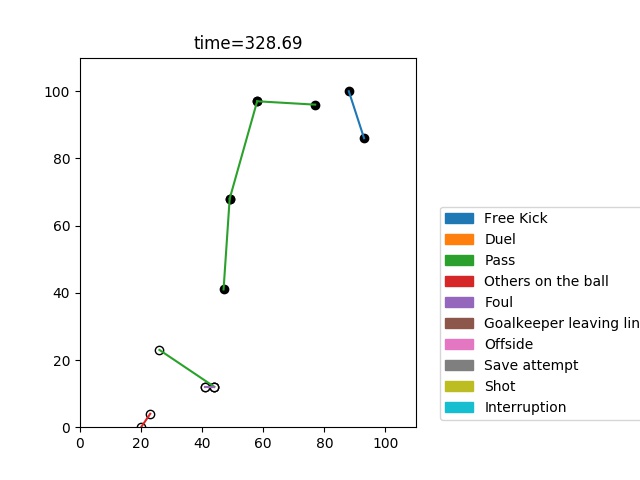 time=328.69
100
80
60
40
20
0
0 20 40 60 80 100
Free Kick
Duel
Pass
Others on the ball
Foul
Goalkeeper leaving lin
Offside
Save attempt
Shot
Interruption